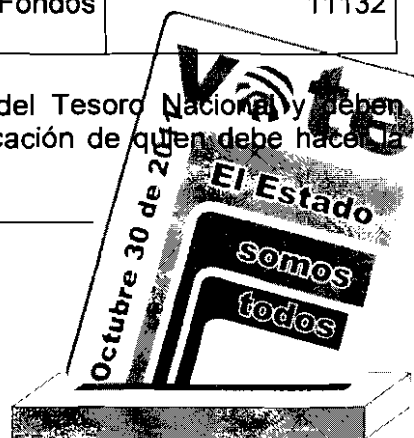 Fondos 11132
del Tesoro Nacional y deben
cación de quien debe hacer la
Vote
El Estado
somos
todos
Octubre 30 de 20